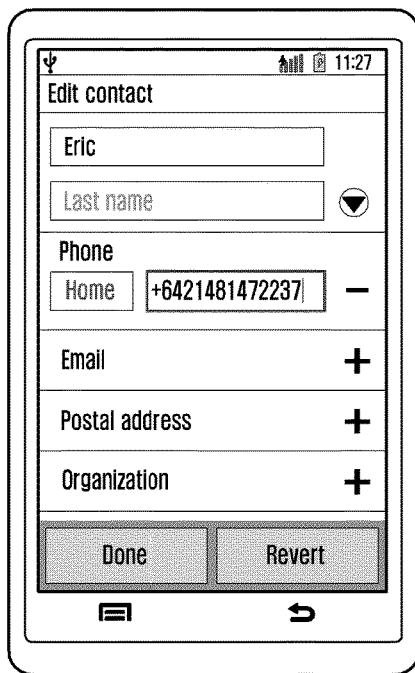 11:27
Edit contact
Eric
Last name
Phone
Home +6421481472237
Email
Postal address
Organization
Done Revert